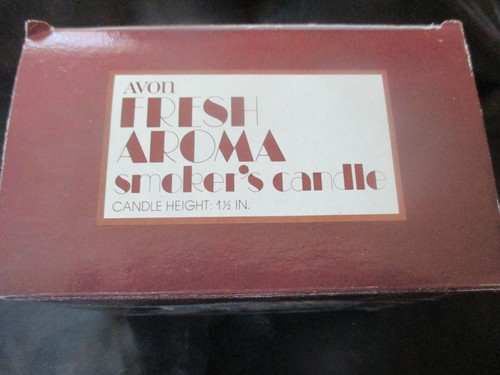 AVON
FRESH
AROMA
smoker's candle
CANDLE HEIGHT: 1½ IN.